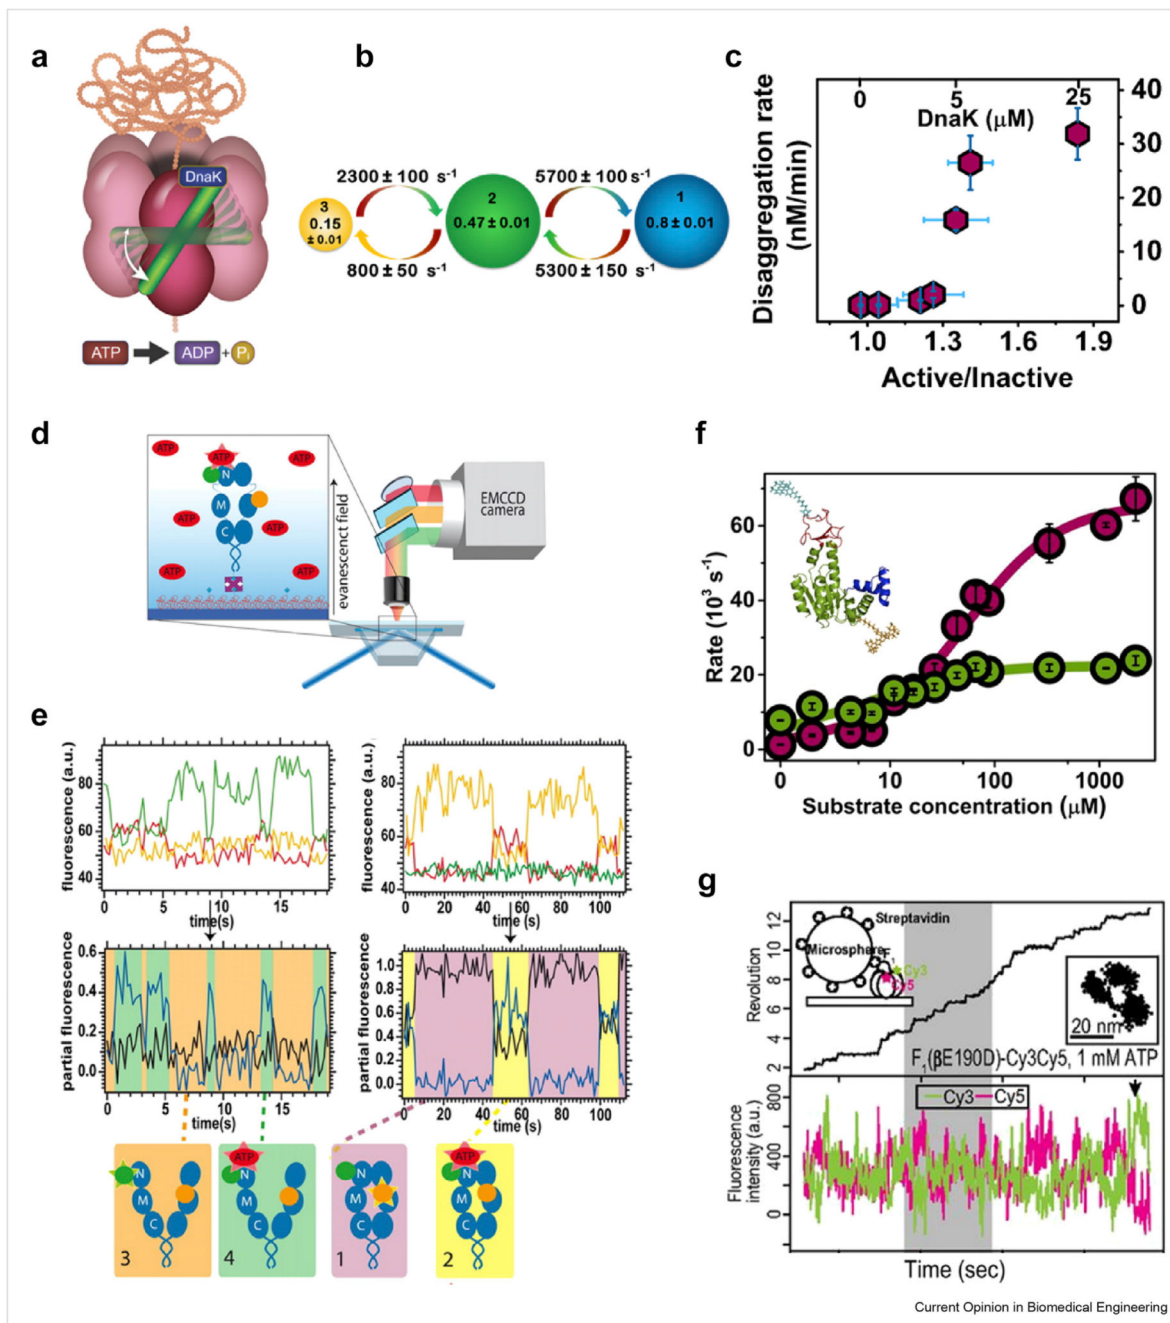 a
DnaK
ATP
ADP
+
Pi
b
2300 ± 100 s⁻¹
5700 ± 100 s⁻¹
3
0.15
± 0.01
2
0.47 ± 0.01
1
0.8 ± 0.01
800 ± 50 s⁻¹
5300 ± 150 s⁻¹
c
0 5 25
DnaK (μM)
Disaggregation rate
(nM/min)
40
30
20
10
0
1.0 1.3 1.6 1.9
Active/Inactive
d
ATP
ATP
ATP
N
M
C
ATP
ATP
ATP
ATP
evanescenct field
EMCCD
camera
e
fluorescence (a.u.)
80
60
40
0 5 10 15
time(s)
fluorescence (a.u.)
80
60
40
0 20 40 60 80 100
time(s)
partial fluorescence
0.6
0.4
0.2
0.0
0 5 10 15
time(s)
partial fluorescence
1.0
0.5
0.0
0 20 40 60 80 100
time(s)
N
M
C
3
ATP
N
M
C
4
N
M
C
1
ATP
N
M
C
2
f
Rate (10³ s⁻¹)
60
40
20
0
0 10 100 1000
Substrate concentration (μM)
g
Revolution
12
10
8
6
4
2
Streptavidin
Microsphere
F₁
Cy3
Cy5
20 nm
F₁(βE190D)-Cy3Cy5, 1 mM ATP
Cy3 Cy5
Fluorescence
intensity (a.u.)
800
400
0
Time (sec)
Current Opinion in Biomedical Engineering